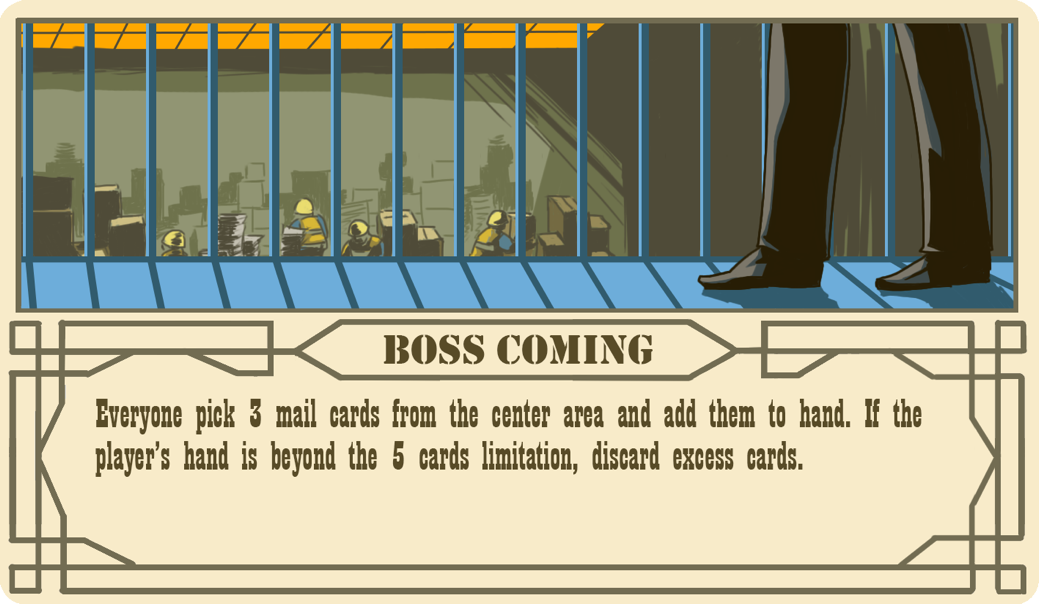 BOSS COMING
Everyone pick 3 mail cards from the center area and add them to hand. If the
player's hand is beyond the 5 cards limitation, discard excess cards.